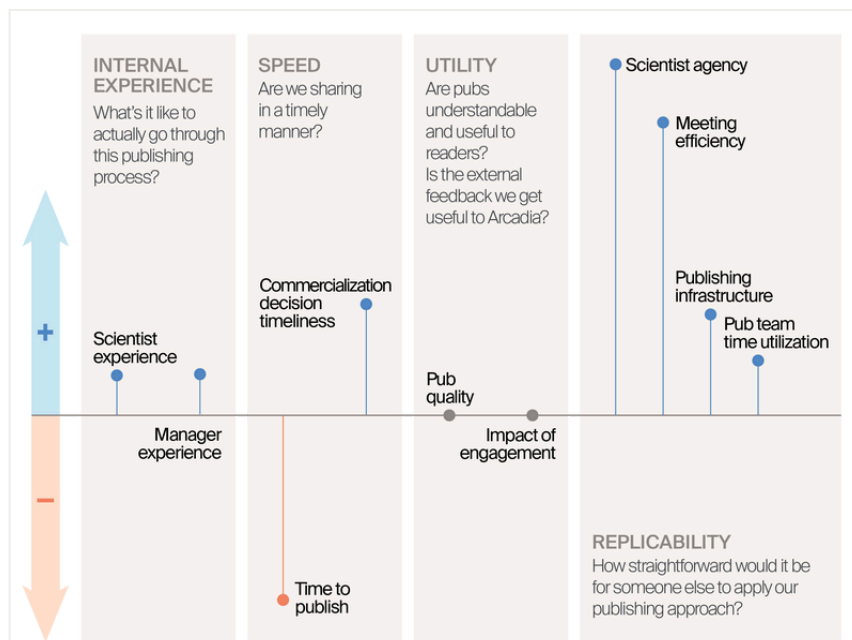 INTERNAL
EXPERIENCE
What's it like to
actually go through
this publishing
process?
SPEED
Are we sharing
in a timely
manner?
UTILITY
Are pubs
understandable
and useful to
readers?
Is the external
feedback we get
useful to Arcadia?
Scientist agency
Meeting
efficiency
Publishing
infrastructure
Pub team
time utilization
Commercialization
decision
timeliness
+
Scientist
experience
Manager
experience
Pub
quality
Impact of
engagement
−
Time to
publish
REPLICABILITY
How straightforward would it be
for someone else to apply our
publishing approach?